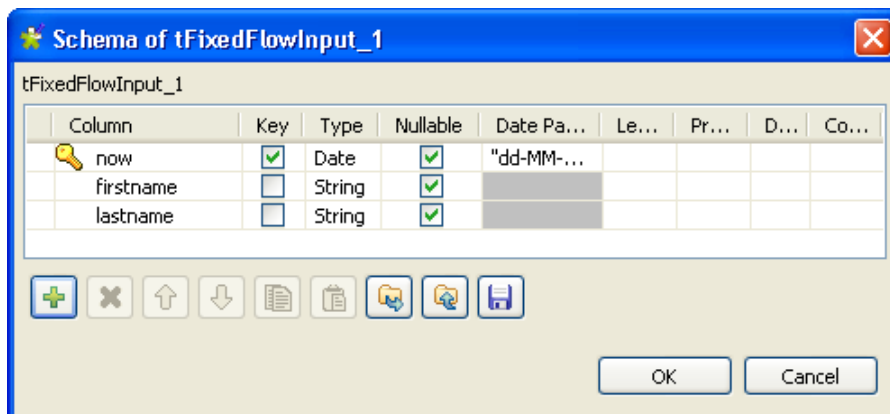 Schema of tFixedFlowInput_1
tFixedFlowInput_1
Column Key Type Nullable Date Pa... Le... Pr... D... Co...
now Date "dd-MM-...
firstname String
lastname String
OK Cancel